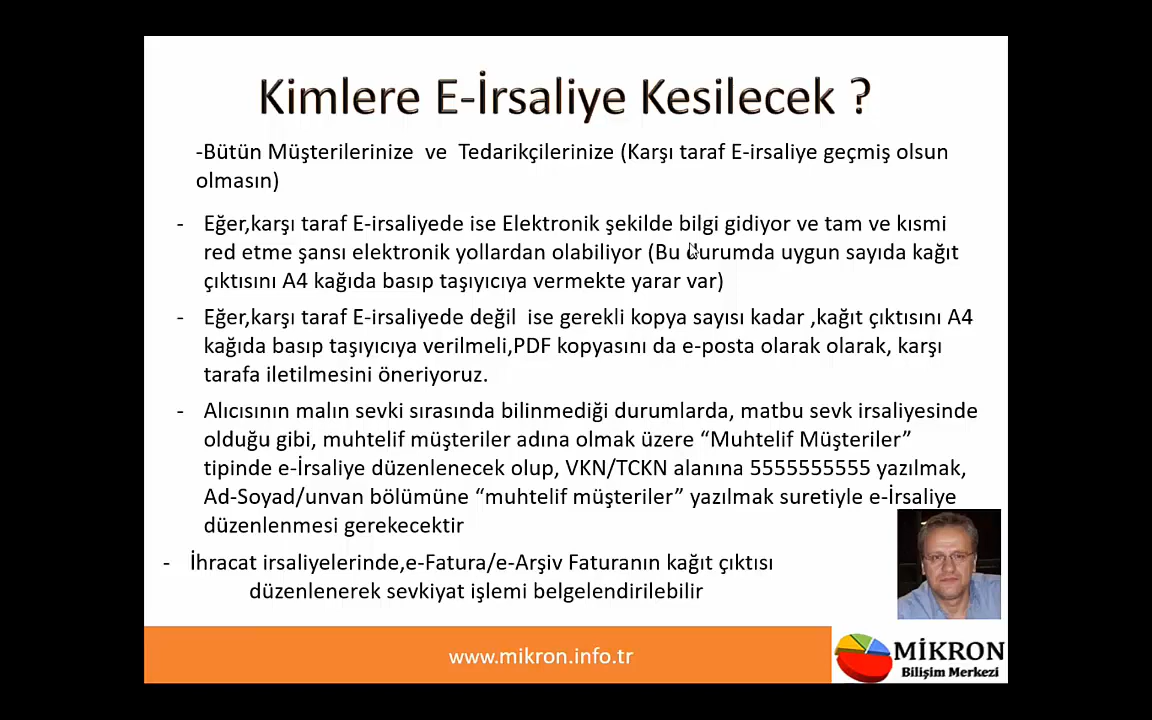 Kimlere E-İrsaliye Kesilecek ?
-Bütün Müşterilerinize ve Tedarikçilerinize (Karşı taraf E-irsaliye geçmiş olsun
olmasın)
- Eğer,karşı taraf E-irsaliyede ise Elektronik şekilde bilgi gidiyor ve tam ve kısmi
red etme şansı elektronik yollardan olabiliyor (Bu durumda uygun sayıda kağıt
çıktısını A4 kağıda basıp taşıyıcıya vermekte yarar var)
- Eğer,karşı taraf E-irsaliyede değil ise gerekli kopya sayısı kadar ,kağıt çıktısını A4
kağıda basıp taşıyıcıya verilmeli,PDF kopyasını da e-posta olarak olarak, karşı
tarafa iletilmesini öneriyoruz.
- Alıcısının malın sevki sırasında bilinmediği durumlarda, matbu sevk irsaliyesinde
olduğu gibi, muhtelif müşteriler adına olmak üzere “Muhtelif Müşteriler”
tipinde e-İrsaliye düzenlenecek olup, VKN/TCKN alanına 5555555555 yazılmak,
Ad-Soyad/unvan bölümüne “muhtelif müşteriler” yazılmak suretiyle e-İrsaliye
düzenlenmesi gerekecektir
- İhracat irsaliyelerinde,e-Fatura/e-Arşiv Faturanın kağıt çıktısı
düzenlenerek sevkiyat işlemi belgelendirilebilir
www.mikron.info.tr
MİKRON
Bilişim Merkezi